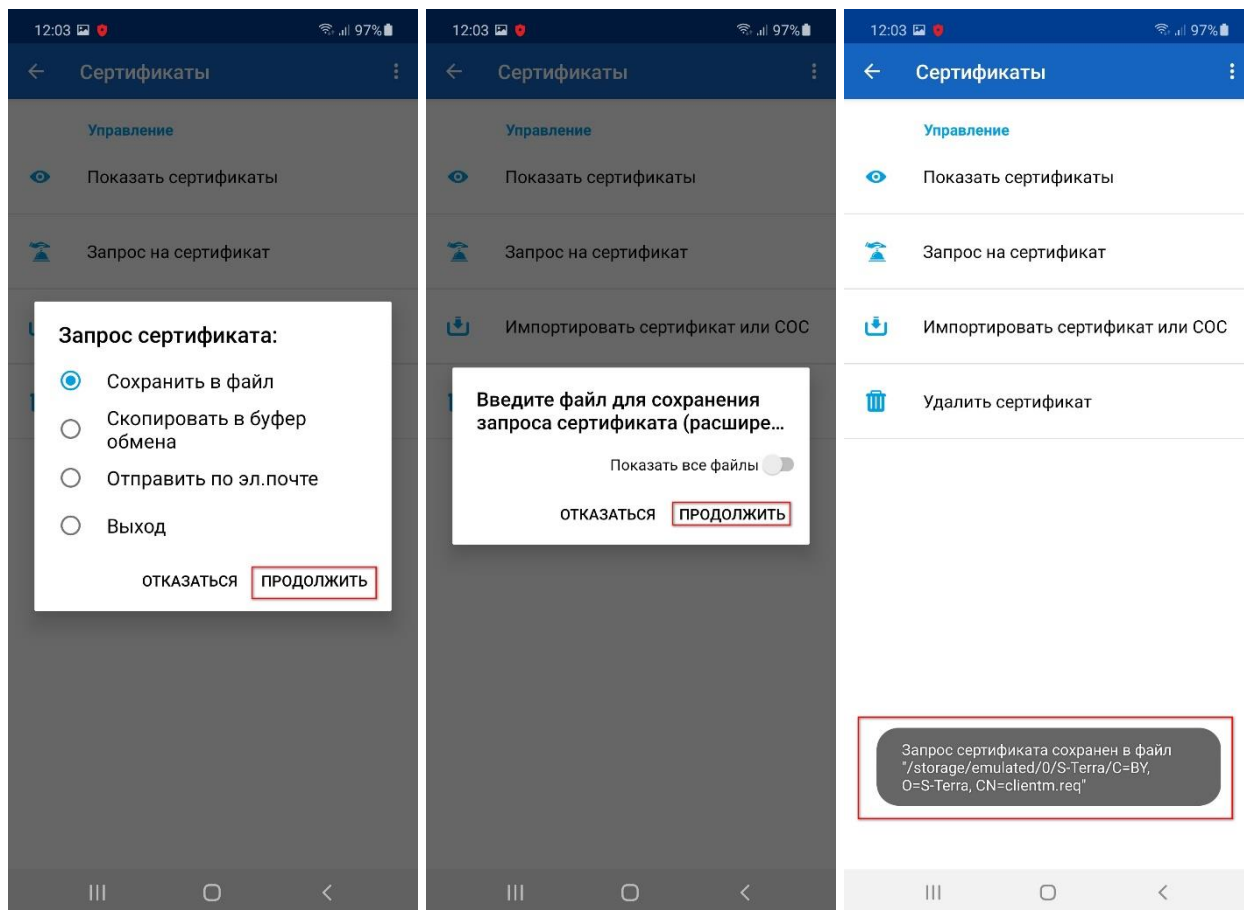 12:03
97%
Сертификаты
Управление
Показать сертификаты
Запрос на сертификат
Запрос сертификата:
Сохранить в файл
Скопировать в буфер
обмена
Отправить по эл.почте
Выход
ОТКАЗАТЬСЯ
ПРОДОЛЖИТЬ
12:03
97%
Сертификаты
Управление
Показать сертификаты
Запрос на сертификат
Импортировать сертификат или СОС
Введите файл для сохранения
запроса сертификата (расшире...
Показать все файлы
ОТКАЗАТЬСЯ
ПРОДОЛЖИТЬ
12:03
97%
Сертификаты
Управление
Показать сертификаты
Запрос на сертификат
Импортировать сертификат или СОС
Удалить сертификат
Запрос сертификата сохранен в файл
"/storage/emulated/0/S-Terra/C=BY,
O=S-Terra, CN=clientm.req"